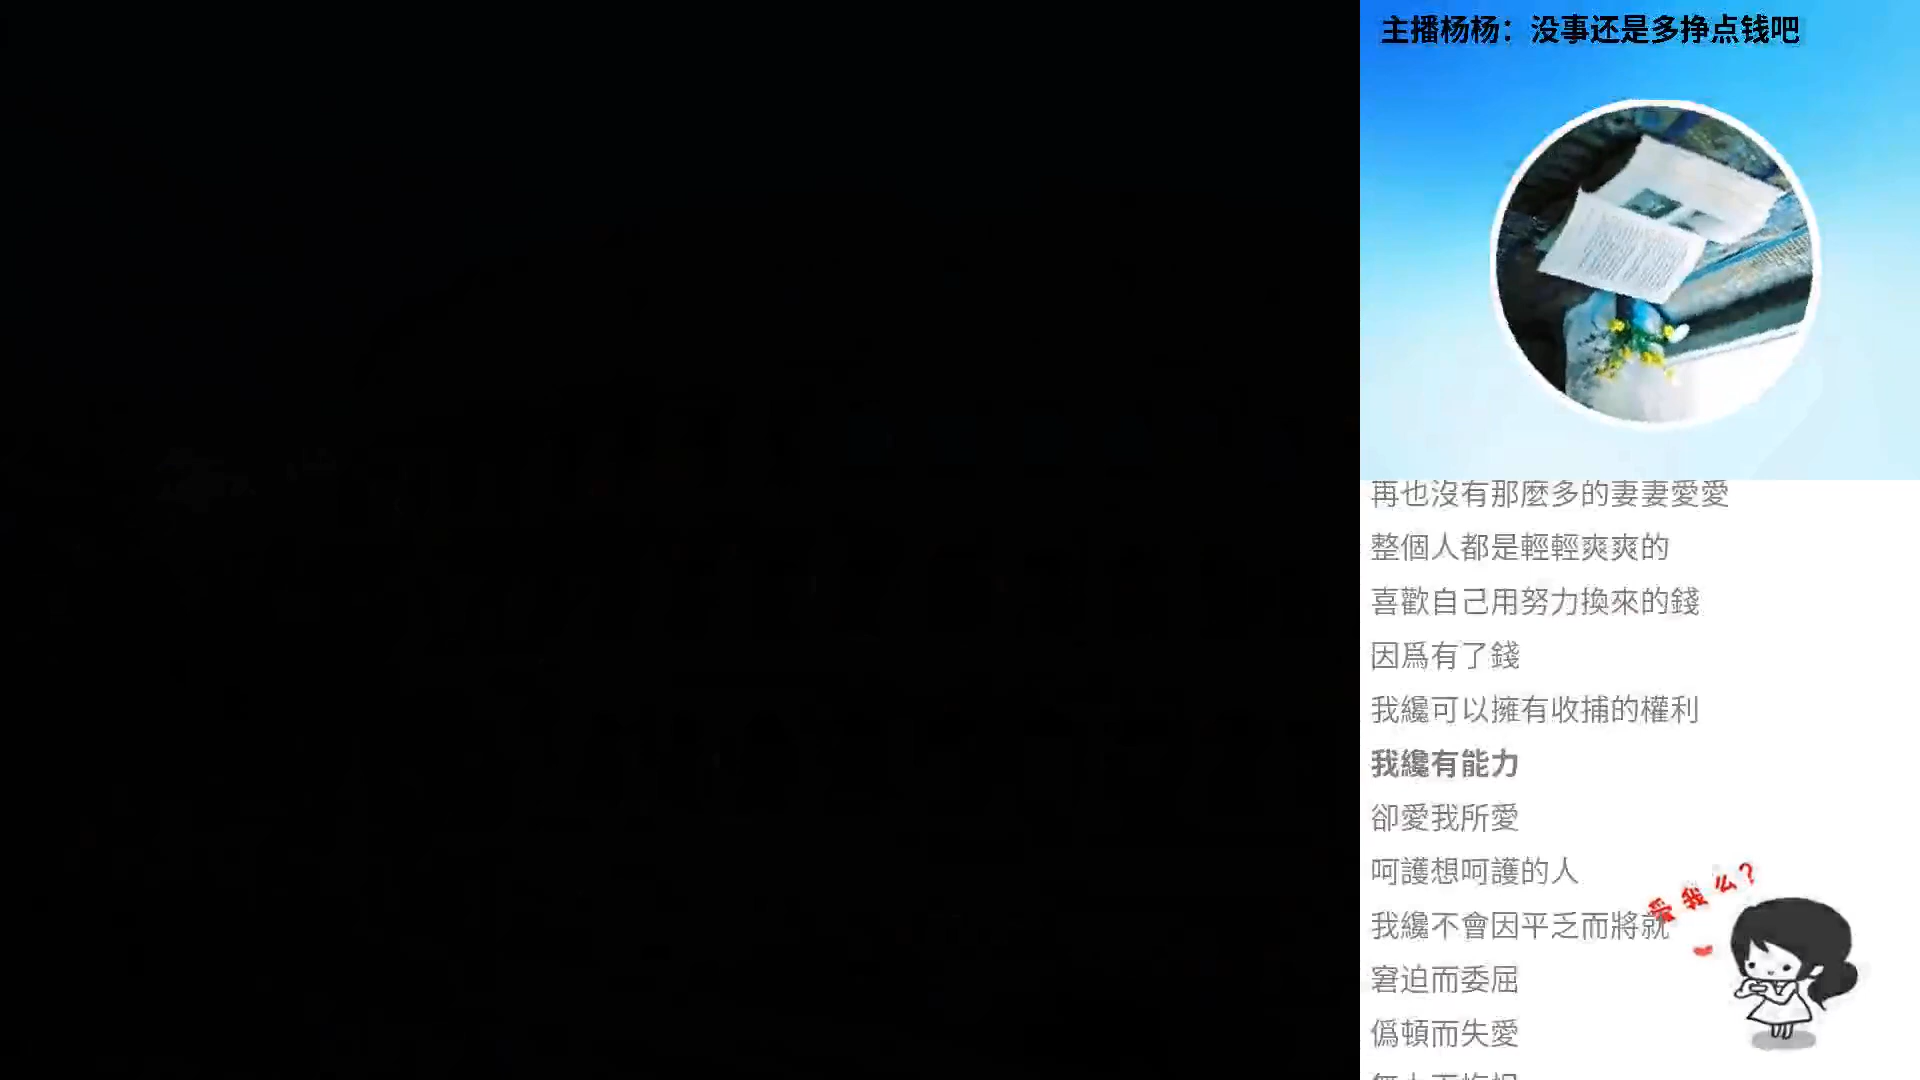 主播杨杨：没事还是多挣点钱吧
再也沒有那麼多的妻妻愛愛
整個人都是輕輕爽爽的
喜歡自己用努力換來的錢
因爲有了錢
我纔可以擁有收捕的權利
我纔有能力
卻愛我所愛
呵護想呵護的人
我纔不會因平乏而將就
窘迫而委屈
僞頓而失愛
爱我么?